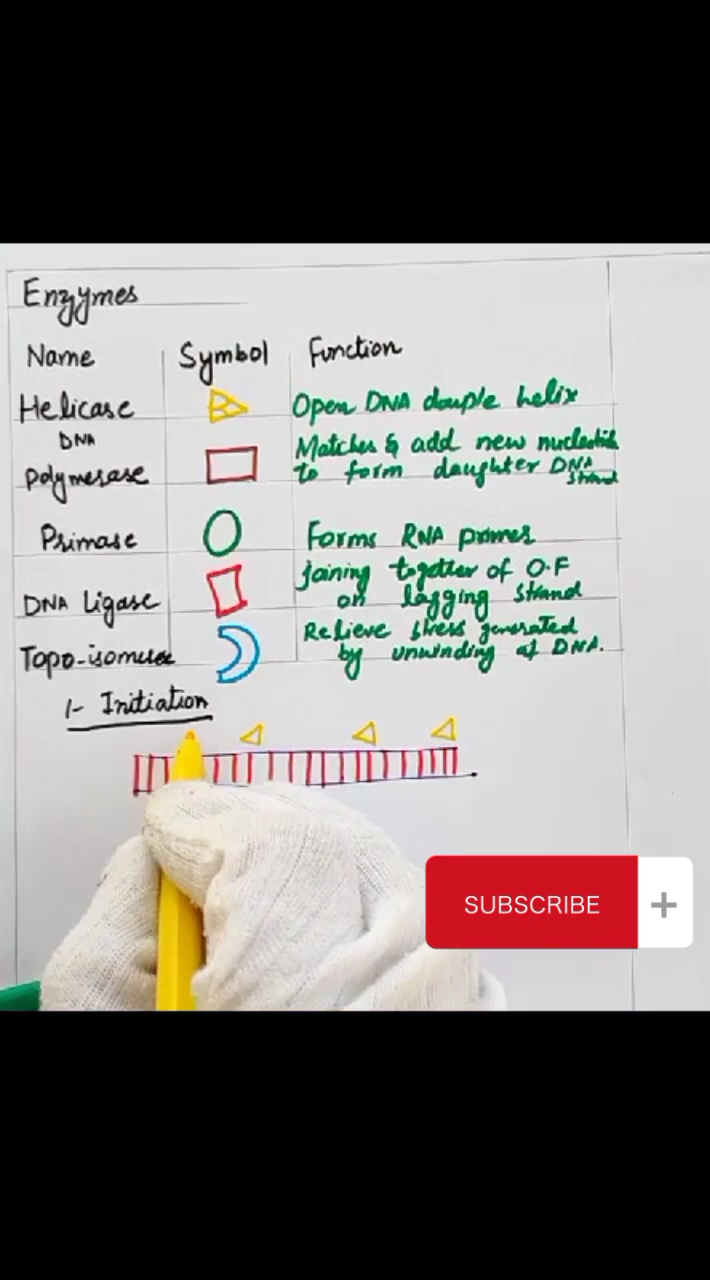 Enzymes
Name Symbol Function
Helicase Open DNA douple helix
DNA Polymerase Matches & add new nucleotide
to form daughter DNA strand
Primase Forms RNA primer
DNA Ligase Joining together of O.F
on lagging strand
Topo-isomerase Relieve stress generated
by unwinding of DNA.
1- Initiation
SUBSCRIBE +